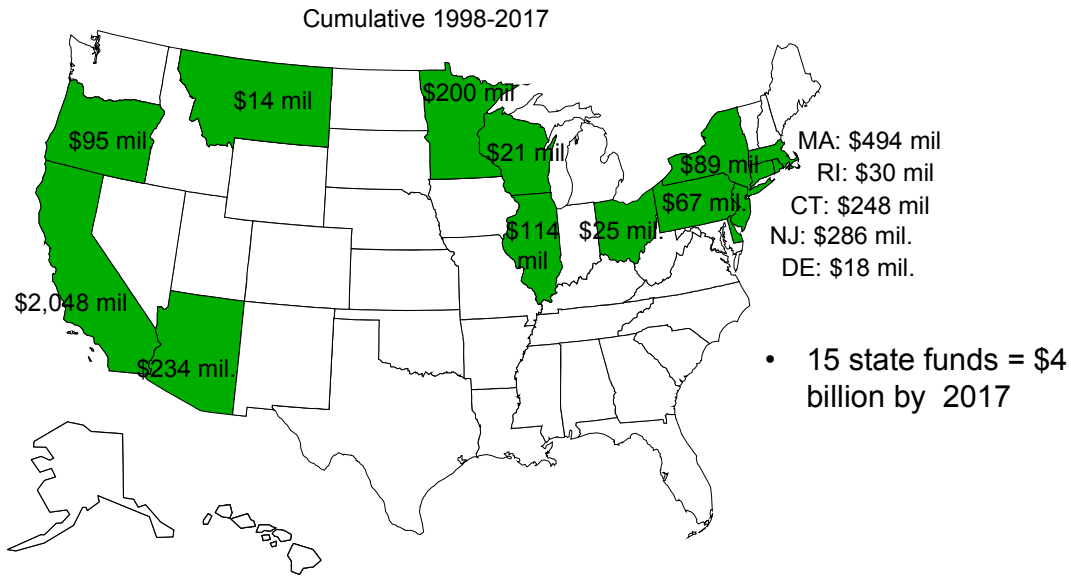 Cumulative 1998-2017
$14 mil
$200 mil
$95 mil
$21 mil
$89 mil
MA: $494 mil
RI: $30 mil
$67 mil.
CT: $248 mil
$114
mil
$25 mil.
NJ: $286 mil.
DE: $18 mil.
$2,048 mil
$234 mil.
• 15 state funds = $4
billion by 2017